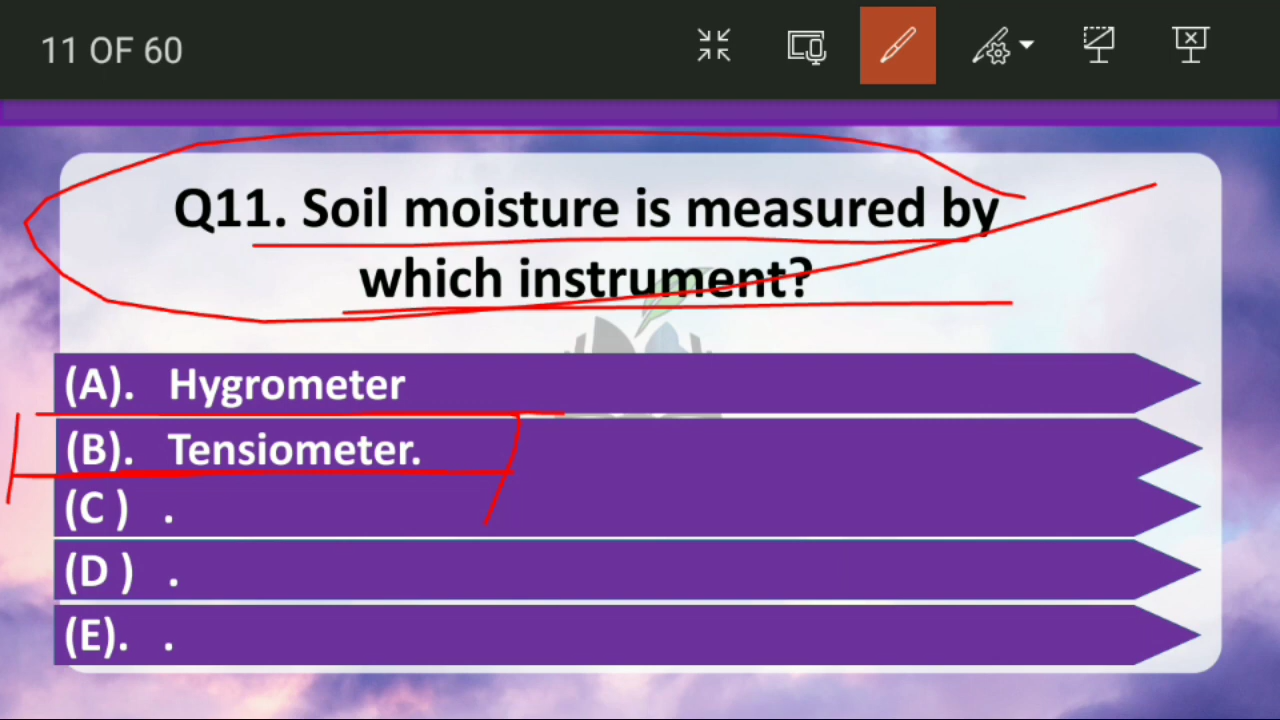 11 OF 60
Q11. Soil moisture is measured by
which instrument?
(A). Hygrometer
(B). Tensiometer.
(C ) .
(D ) .
(E). .